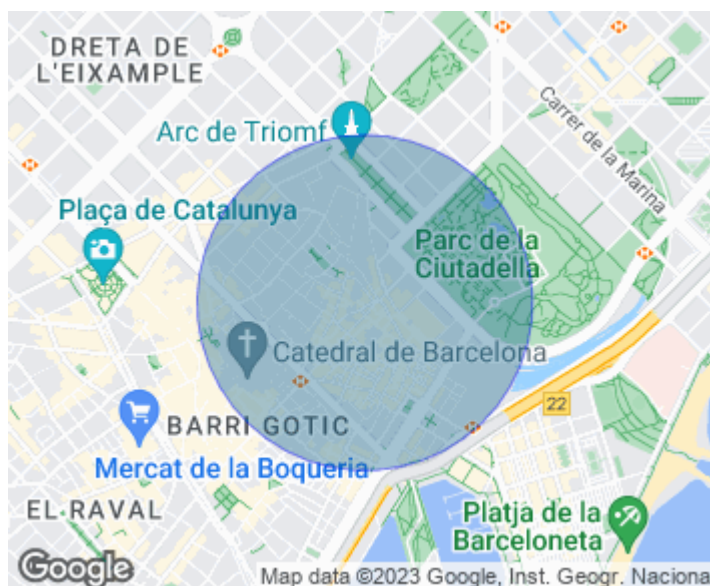 DRETA DE
L'EIXAMPLE
Arc de Triomf
Carrer de la Marina
Plaça de Catalunya
Parc de la
Ciutadella
Catedral de Barcelona
22
BARRI GOTIC
Mercat de la Boqueria
EL RAVAL
Platja de la
Barceloneta
Google
Map data ©2023 Google, Inst. Geogr. Naciona